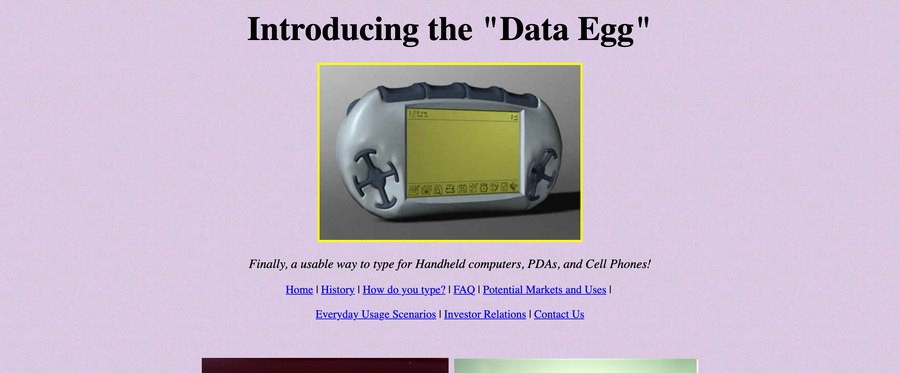 Introducing the "Data Egg"
Finally, a usable way to type for Handheld computers, PDAs, and Cell Phones!
Home | History | How do you type? | FAQ | Potential Markets and Uses |
Everyday Usage Scenarios | Investor Relations | Contact Us